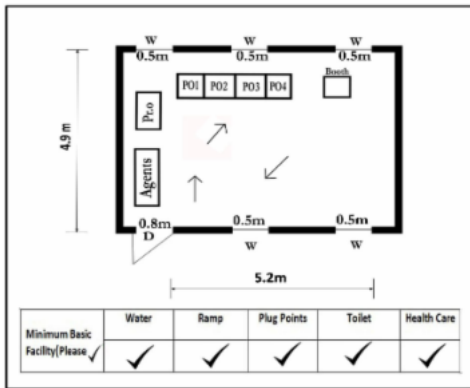 W W W
0.5m 0.5m 0.5m
PO1 PO2 PO3 PO4
Booth
Pr.o
4.9 m
Agents
0.8m 0.5m 0.5m
D W W
5.2m
Water Ramp Plug Points Toilet Health Care
Minimum Basic
Facility(Please ✓ ✓ ✓ ✓ ✓ ✓